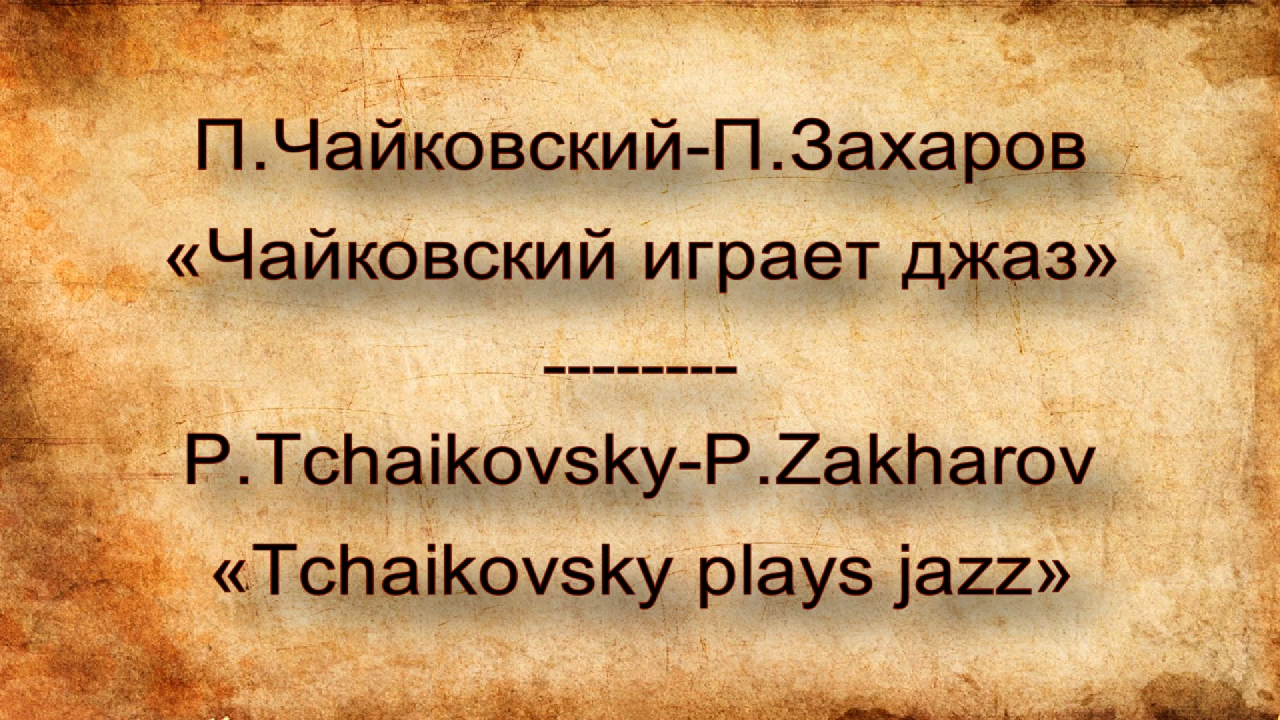 П.Чайковский-П.Захаров
«Чайковский играет джаз»
--------
P.Tchaikovsky-P.Zakharov
«Tchaikovsky plays jazz»